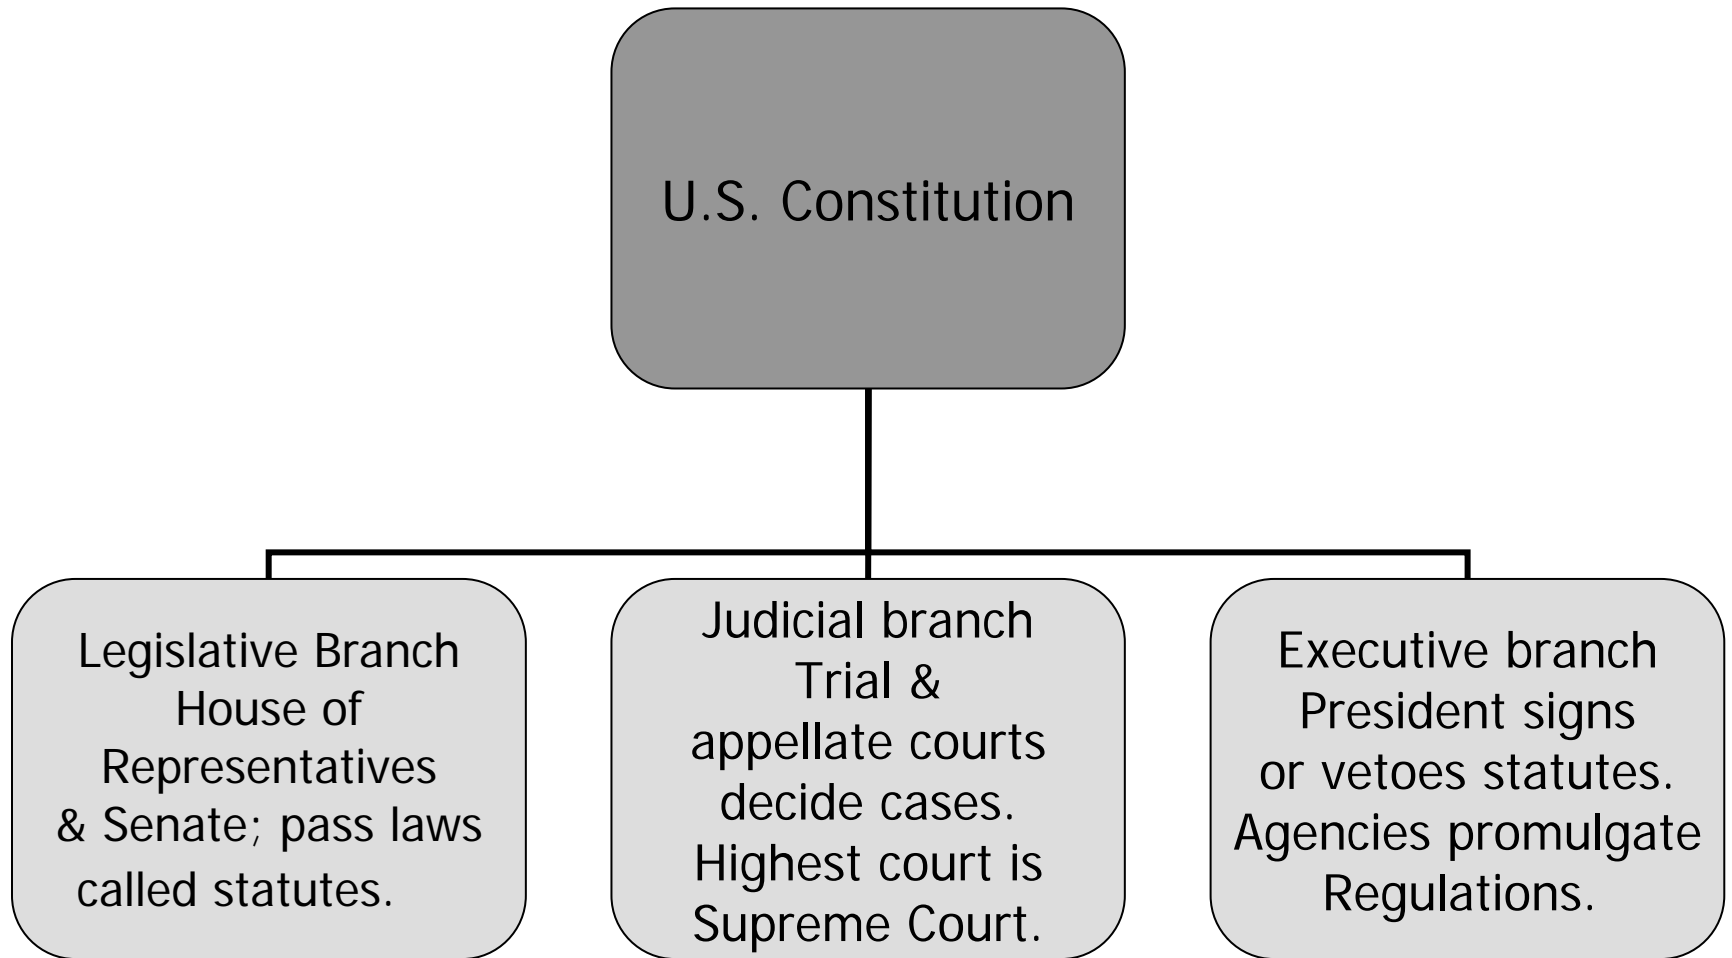 U.S. Constitution
Legislative Branch
House of
Representatives
& Senate; pass laws
called statutes.
Judicial branch
Trial &
appellate courts
decide cases.
Highest court is
Supreme Court.
Executive branch
President signs
or vetoes statutes.
Agencies promulgate
Regulations.